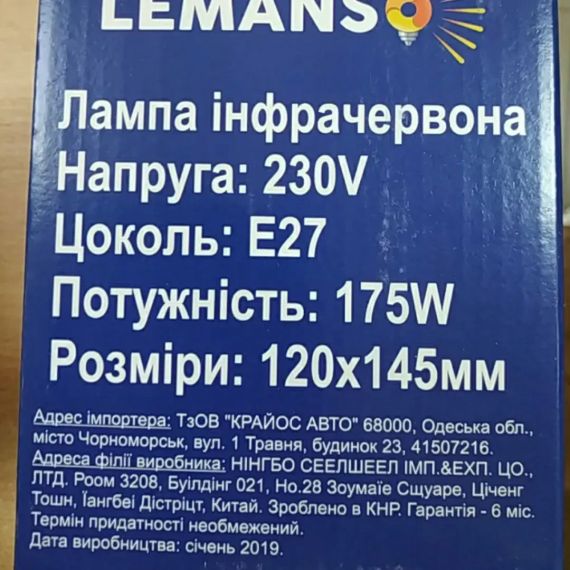 LEMANSO
Лампа інфрачервона
Напруга: 230V
Цоколь: E27
Потужність: 175W
Розміри: 120х145мм
Адрес імпортера: ТзОВ "КРАЙОС АВТО" 68000, Одеська обл.,
місто Чорноморськ, вул. 1 Травня, будинок 23, 41507216.
Адреса філії виробника: НІНГБО СЕЕЛШЕЕЛ ІМП.&ЕХП. ЦО.,
ЛТД. Роом 3208, Буілдінг 021, Но.28 Зоумаїе Сщуаре, Ціченг
Тошн, Їангбеі Дістріцт, Китай. Зроблено в КНР. Гарантія - 6 міс.
Термін придатності необмежений.
Дата виробництва: січень 2019.